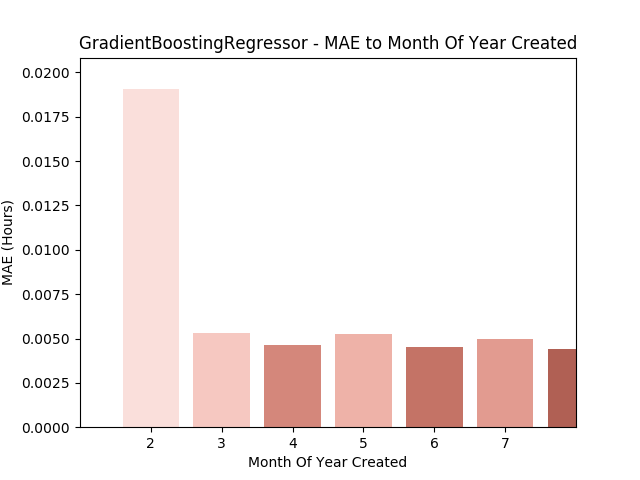 GradientBoostingRegressor - MAE to Month Of Year Created
0.0200
0.0175
0.0150
0.0125
0.0100
0.0075
0.0050
0.0025
0.0000
MAE (Hours)
2 3 4 5 6 7
Month Of Year Created